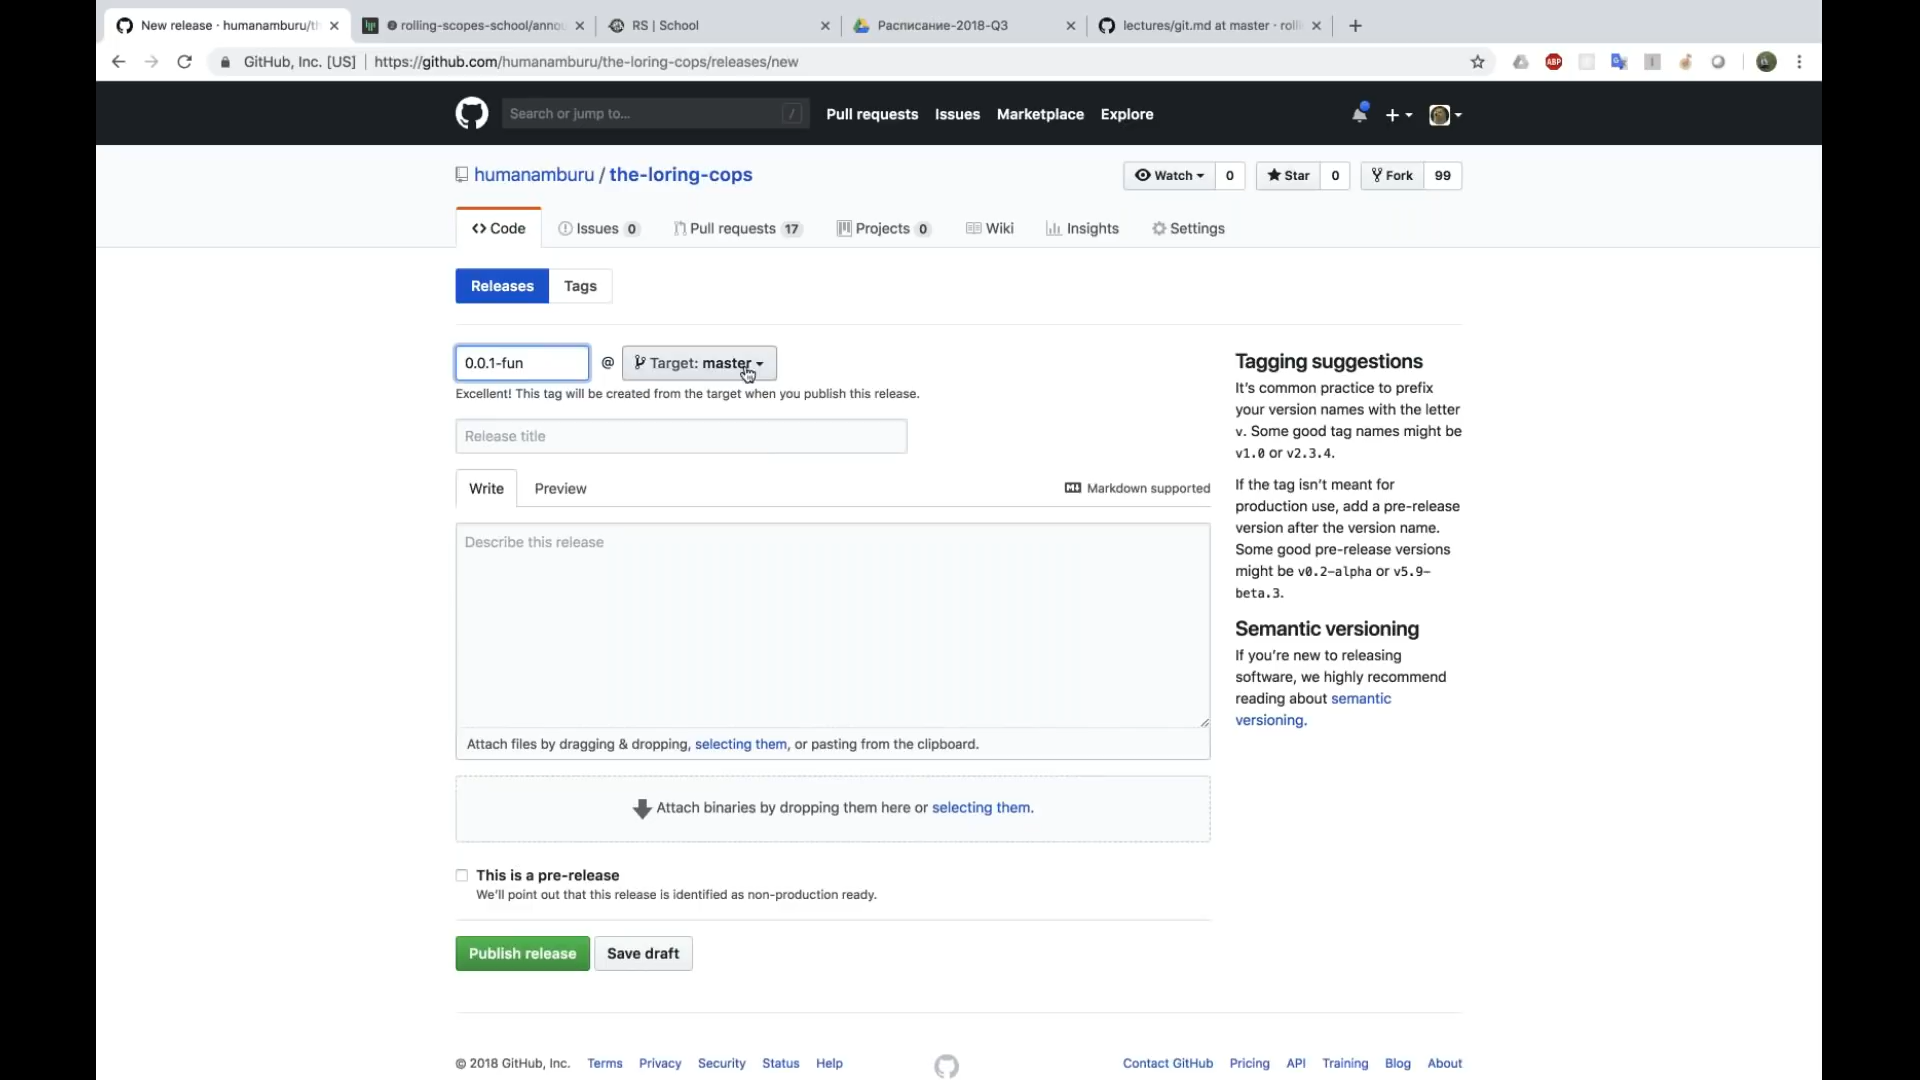 New release · humanamburu/th
rolling-scopes-school/annou
RS | School
Расписание-2018-Q3
lectures/git.md at master · rolli
GitHub, Inc. [US] | https://github.com/humanamburu/the-loring-cops/releases/new
ABP
Search or jump to... /
Pull requests Issues Marketplace Explore
humanamburu / the-loring-cops
Watch 0 Star 0 Fork 99
Code Issues 0 Pull requests 17 Projects 0 Wiki Insights Settings
Releases Tags
0.0.1-fun @ Target: master
Excellent! This tag will be created from the target when you publish this release.
Release title
Write Preview Markdown supported
Describe this release
Attach files by dragging & dropping, selecting them, or pasting from the clipboard.
Attach binaries by dropping them here or selecting them.
This is a pre-release
We'll point out that this release is identified as non-production ready.
Publish release Save draft
Tagging suggestions
It's common practice to prefix
your version names with the letter
v. Some good tag names might be
v1.0 or v2.3.4.
If the tag isn't meant for
production use, add a pre-release
version after the version name.
Some good pre-release versions
might be v0.2-alpha or v5.9-
beta.3.
Semantic versioning
If you're new to releasing
software, we highly recommend
reading about semantic
versioning.
© 2018 GitHub, Inc. Terms Privacy Security Status Help
Contact GitHub Pricing API Training Blog About